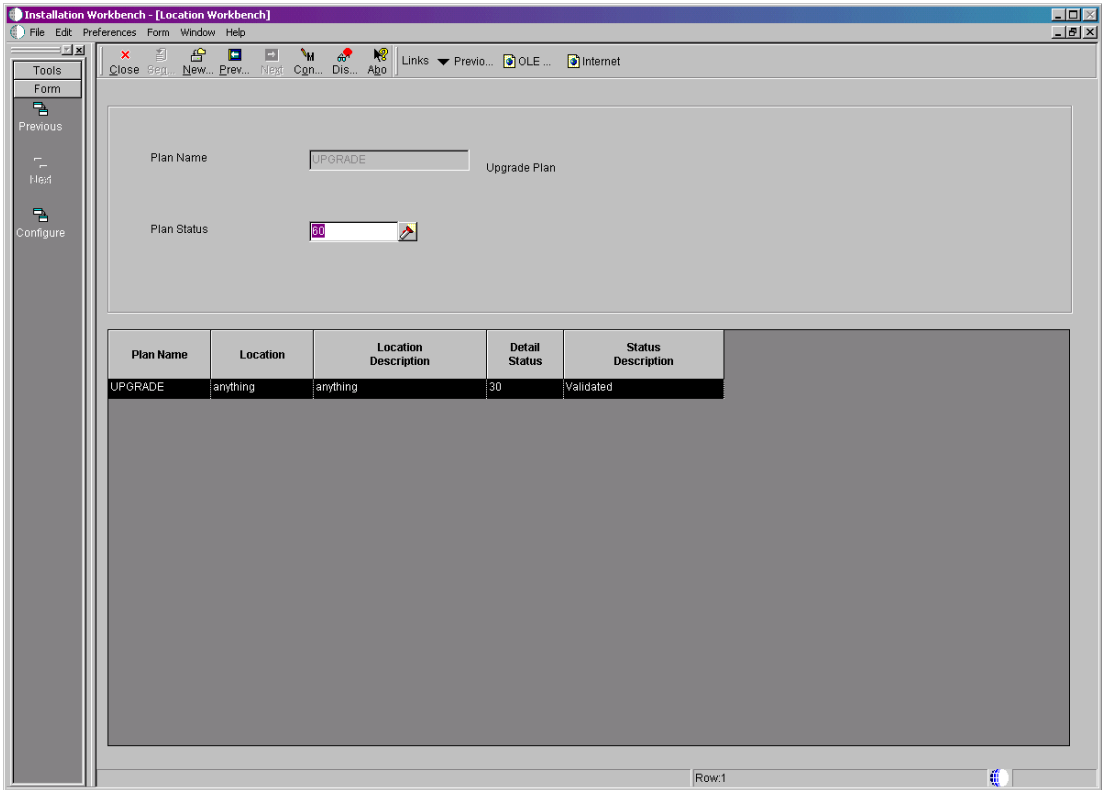 Installation Workbench - [Location Workbench]
File Edit Preferences Form Window Help
Close Seq... New... Prev... Next Con... Dis... Abo Links Previo... OLE ... Internet
Tools
Form
Previous
Next
Configure
Plan Name UPGRADE Upgrade Plan
Plan Status 60
Plan Name Location Location Description Detail Status Status Description
UPGRADE anything anything 30 Validated
Row:1